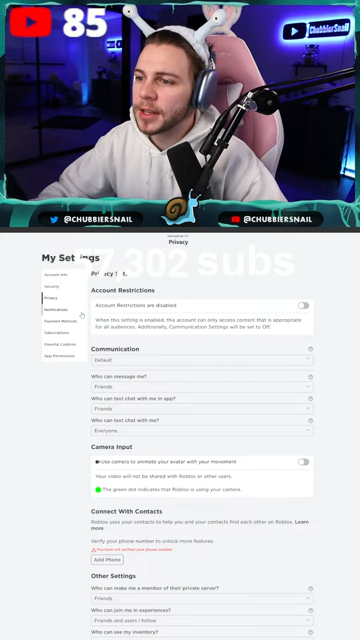 85
ChubbierSnail
@CHUBBIERSNAIL
@CHUBBIERSNAIL
Privacy
57,302 subs
My Settings
Account Info
Security
Privacy
Notifications
Payment Methods
Subscriptions
Parental Controls
App Permissions
Account Restrictions
Account Restrictions are disabled
When this setting is enabled, this account can only access content that is appropriate
for all audiences. Additionally, Communication Settings will be set to Off.
Communication
Default
Who can message me?
Friends
Who can text chat with me in app?
Friends
Who can text chat with me?
Everyone
Camera Input
Use camera to animate your avatar with your movement
Your video will not be shared with Roblox or other users.
The green dot indicates that Roblox is using your camera.
Connect With Contacts
Roblox uses your contacts to help you and your contacts find each other on Roblox. Learn
more
Verify your phone number to unlock more features.
You have not verified your phone number
Add Phone
Other Settings
Who can make me a member of their private server?
Friends
Who can join me in experiences?
Friends and users I follow
Who can see my inventory?